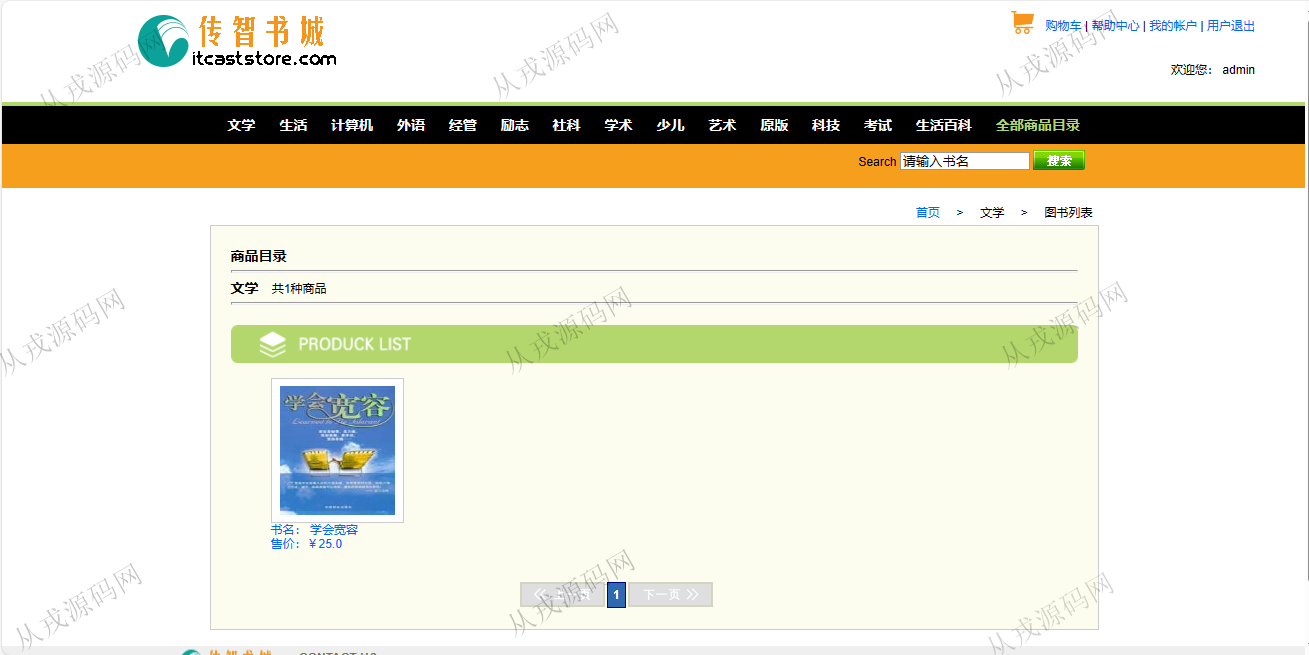 传智书城
itcaststore.com
购物车 | 帮助中心 | 我的帐户 | 用户退出
欢迎您: admin
文学 生活 计算机 外语 经管 励志 社科 学术 少儿 艺术 原版 科技 考试 生活百科 全部商品目录
Search 请输入书名 搜索
首页 > 文学 > 图书列表
商品目录
文学 共1种商品
PRODUCK LIST
学会宽容
书名: 学会宽容
售价: ¥25.0
1 下一页
从戎源码网
从戎源码网
从戎源码网
从戎源码网
从戎源码网
从戎源码网
从戎源码网
从戎源码网
从戎源码网
传智书城 CONTACT US